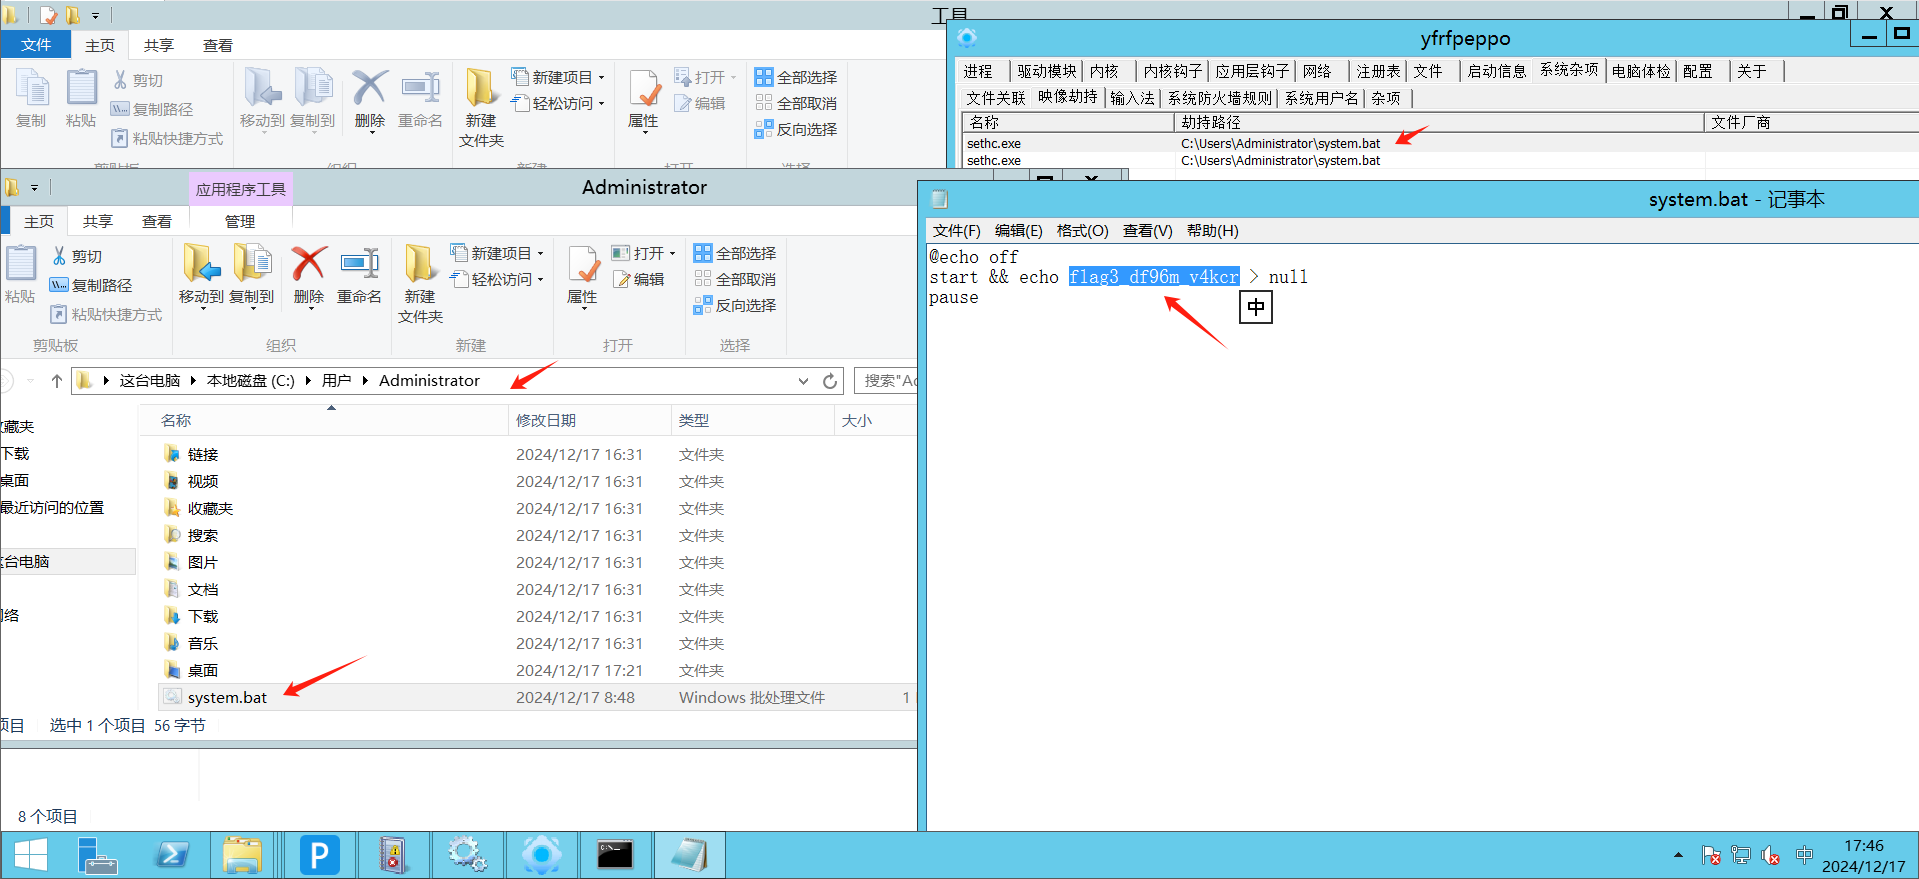 工具
文件 主页 共享 查看
复制 粘贴 剪切 复制路径 粘贴快捷方式 移动到 复制到 删除 重命名 新建文件夹 新建项目 轻松访问 属性 打开 编辑 全部选择 全部取消 反向选择
剪贴板 组织 新建 打开 选择
yfrfpeppo
进程 驱动模块 内核 内核钩子 应用层钩子 网络 注册表 文件 启动信息 系统杂项 电脑体检 配置 关于
文件关联 映像劫持 输入法 系统防火墙规则 系统用户名 杂项
名称 劫持路径 文件厂商
sethc.exe C:\Users\Administrator\system.bat
sethc.exe C:\Users\Administrator\system.bat
应用程序工具 Administrator
主页 共享 查看 管理
粘贴 剪切 复制路径 粘贴快捷方式 移动到 复制到 删除 重命名 新建文件夹 新建项目 轻松访问 属性 打开 编辑 全部选择 全部取消 反向选择
剪贴板 组织 新建 打开 选择
这台电脑 本地磁盘 (C:) 用户 Administrator 搜索"Ad
名称 修改日期 类型 大小
链接 2024/12/17 16:31 文件夹
视频 2024/12/17 16:31 文件夹
收藏夹 2024/12/17 16:31 文件夹
搜索 2024/12/17 16:31 文件夹
图片 2024/12/17 16:31 文件夹
文档 2024/12/17 16:31 文件夹
下载 2024/12/17 16:31 文件夹
音乐 2024/12/17 16:31 文件夹
桌面 2024/12/17 17:21 文件夹
system.bat 2024/12/17 8:48 Windows 批处理文件 1
收藏夹
下载
桌面
最近访问的位置
这台电脑
网络
项目 选中 1 个项目 56 字节
8 个项目
system.bat - 记事本
文件(F) 编辑(E) 格式(O) 查看(V) 帮助(H)
@echo off
start && echo flag3_df96m_v4kcr > null
pause
中
中
17:46
2024/12/17